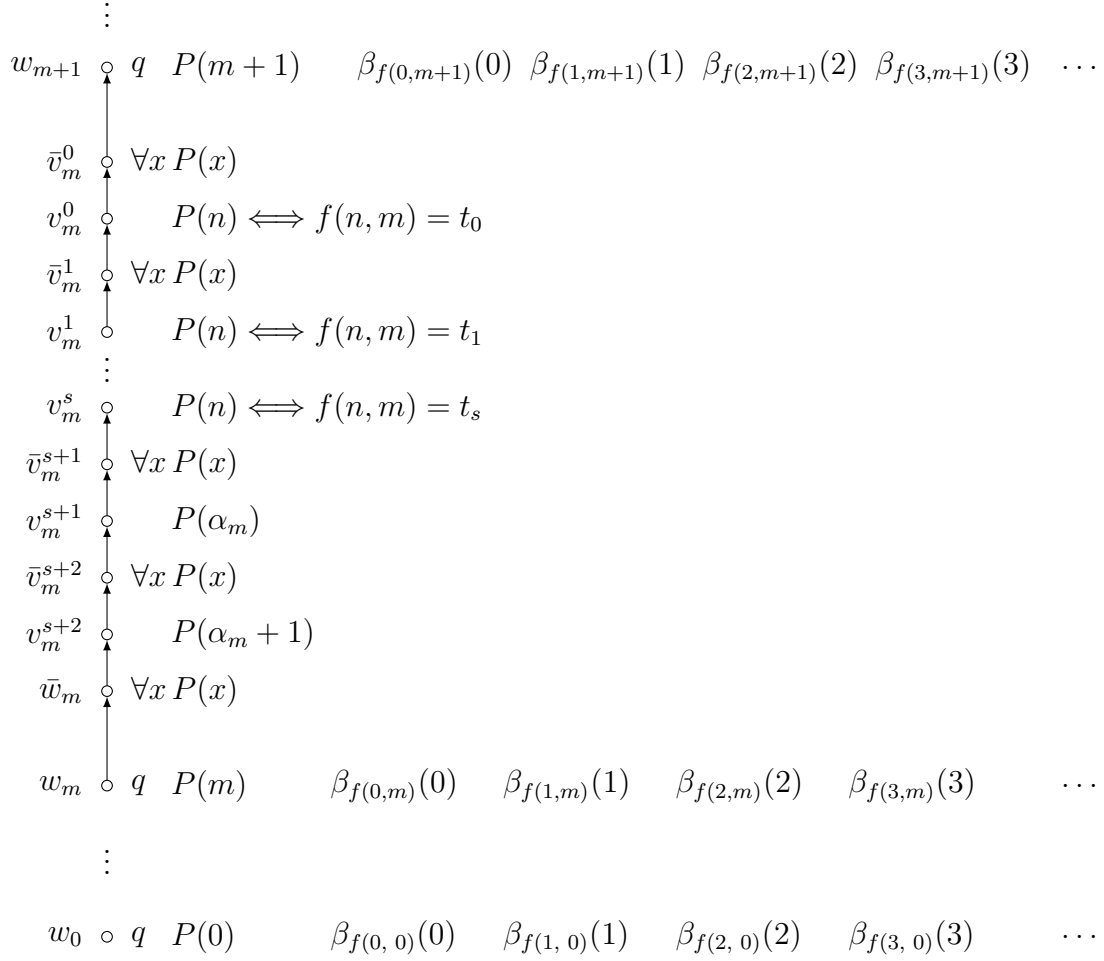 ⋮
w_{m+1} q P(m + 1) β_{f(0,m+1)}(0) β_{f(1,m+1)}(1) β_{f(2,m+1)}(2) β_{f(3,m+1)}(3) ⋯
v̄_m^0 ∀x P(x)
v_m^0 P(n) ⟺ f(n, m) = t_0
v̄_m^1 ∀x P(x)
v_m^1 P(n) ⟺ f(n, m) = t_1
⋮
v_m^s P(n) ⟺ f(n, m) = t_s
v̄_m^{s+1} ∀x P(x)
v_m^{s+1} P(α_m)
v̄_m^{s+2} ∀x P(x)
v_m^{s+2} P(α_m + 1)
w̄_m ∀x P(x)
w_m q P(m) β_{f(0,m)}(0) β_{f(1,m)}(1) β_{f(2,m)}(2) β_{f(3,m)}(3) ⋯
⋮
w_0 q P(0) β_{f(0, 0)}(0) β_{f(1, 0)}(1) β_{f(2, 0)}(2) β_{f(3, 0)}(3) ⋯